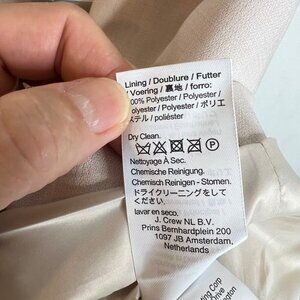 Lining / Doublure / Futter
/ Voering / 裏地 / forro:
100% Polyester / Polyester
Polyester / Polyester / ポリエ
ステル / poliéster
Dry Clean.
Nettoyage À Sec.
Chemische Reinigung.
Chemisch Reinigen - Stomen.
ドライクリーニングをしてく
ださい
lavar en seco.
J. Crew NL B.V.
Prins Bernhardplein 200
1097 JB Amsterdam,
Netherlands
Corp
Drive